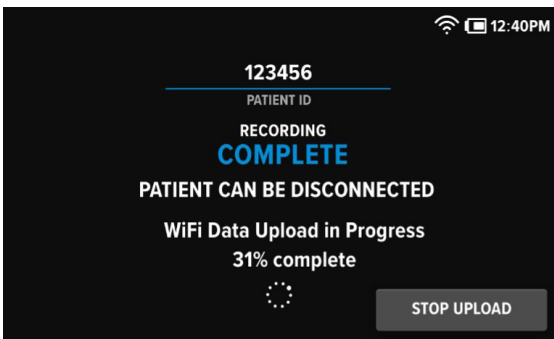 12:40PM
123456
PATIENT ID
RECORDING
COMPLETE
PATIENT CAN BE DISCONNECTED
WiFi Data Upload in Progress
31% complete
STOP UPLOAD